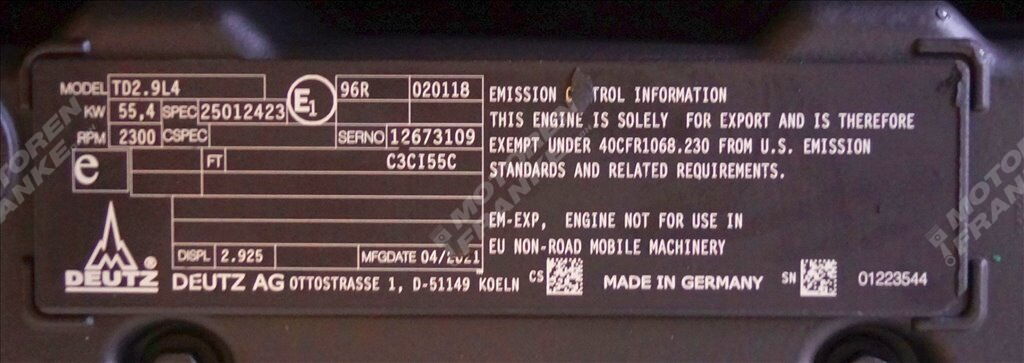 MODEL TD2.9L4
E1 96R 020118
KW 55,4 SPEC 25012423
RPM 2300 CSPEC SERNO 12673109
e FT C3CI55C
DISPL 2.925 MFGDATE 04/2021
DEUTZ ®
DEUTZ AG OTTOSTRASSE 1, D-51149 KOELN
EMISSION CONTROL INFORMATION
THIS ENGINE IS SOLELY FOR EXPORT AND IS THEREFORE
EXEMPT UNDER 40CFR1068.230 FROM U.S. EMISSION
STANDARDS AND RELATED REQUIREMENTS.
EM-EXP, ENGINE NOT FOR USE IN
EU NON-ROAD MOBILE MACHINERY
CS MADE IN GERMANY SN 01223544
MOTOREN
FRANKE
MOTOREN
FRANKE
MOTOREN
FRANKE